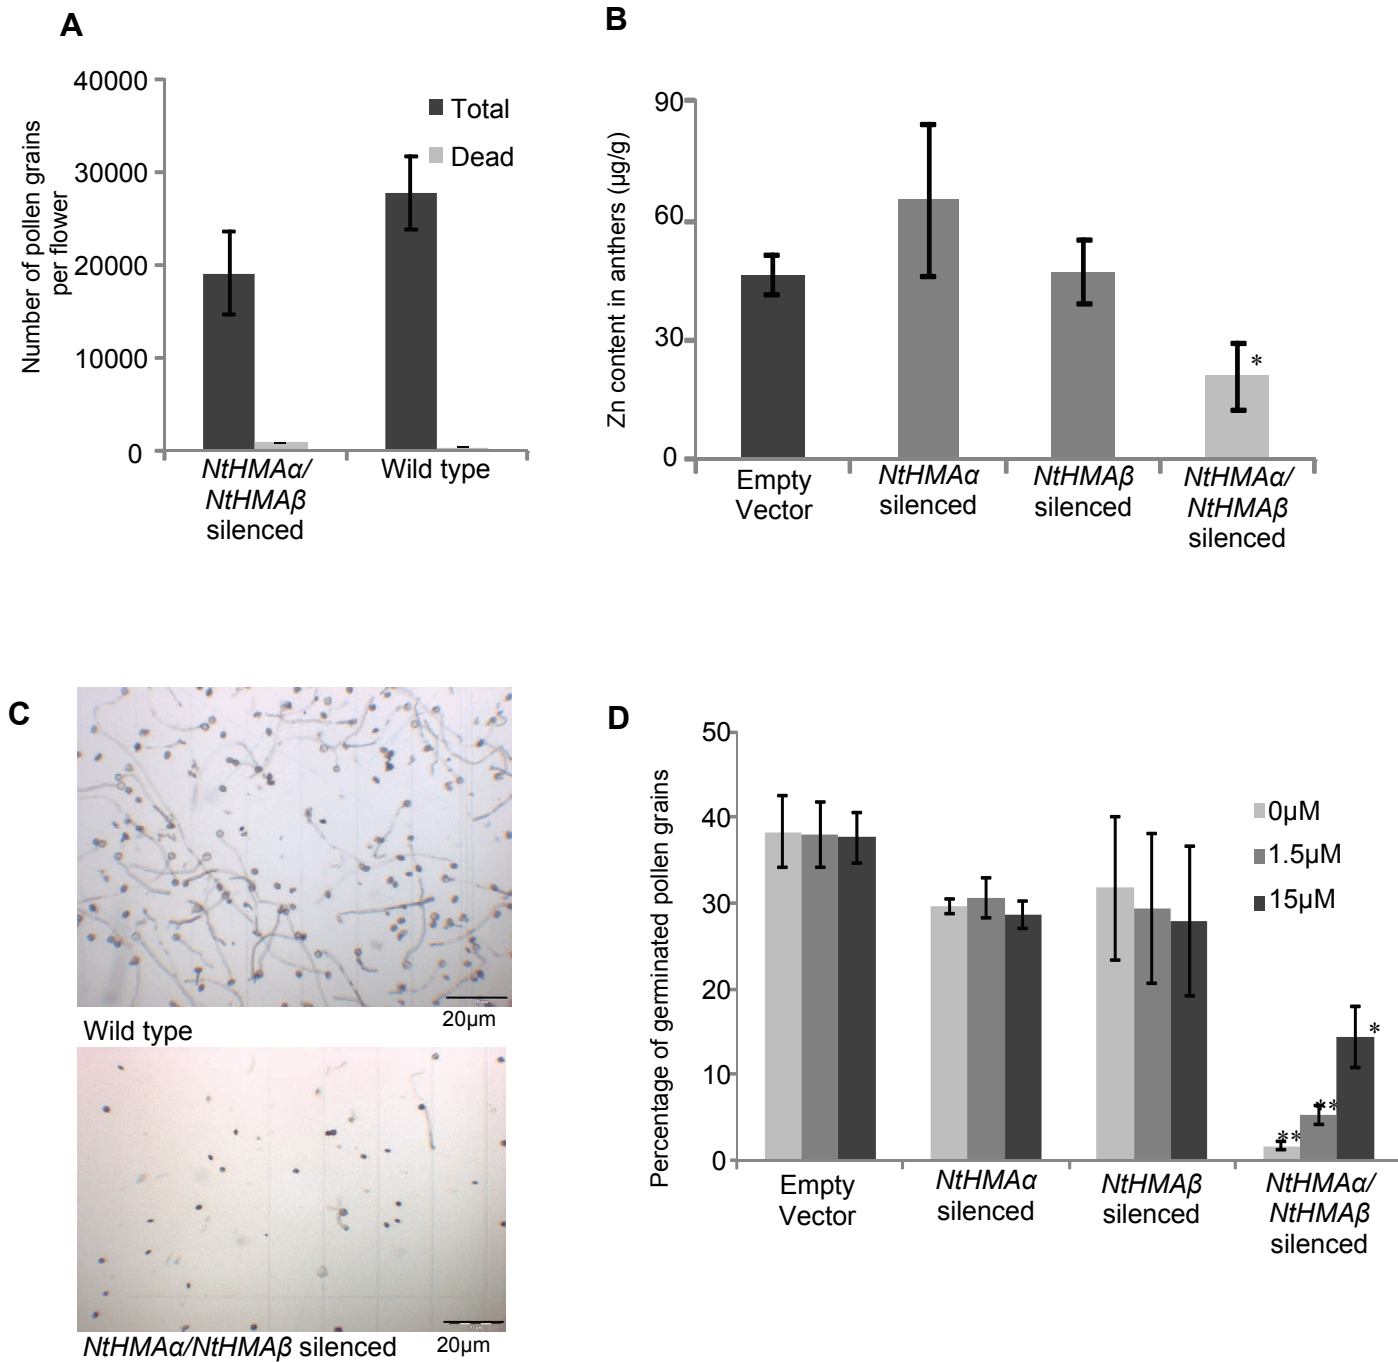 A
Number of pollen grains
per flower
40000
30000
20000
10000
0
Total
Dead
NtHMAα/
NtHMAβ
silenced
Wild type
B
Zn content in anthers (µg/g)
90
60
30
0
*
Empty
Vector
NtHMAα
silenced
NtHMAβ
silenced
NtHMAα/
NtHMAβ
silenced
C
20µm
Wild type
NtHMAα/NtHMAβ silenced
20µm
D
Percentage of germinated pollen grains
50
40
30
20
10
0
0µM
1.5µM
15µM
**
**
*
Empty
Vector
NtHMAα
silenced
NtHMAβ
silenced
NtHMAα/
NtHMAβ
silenced